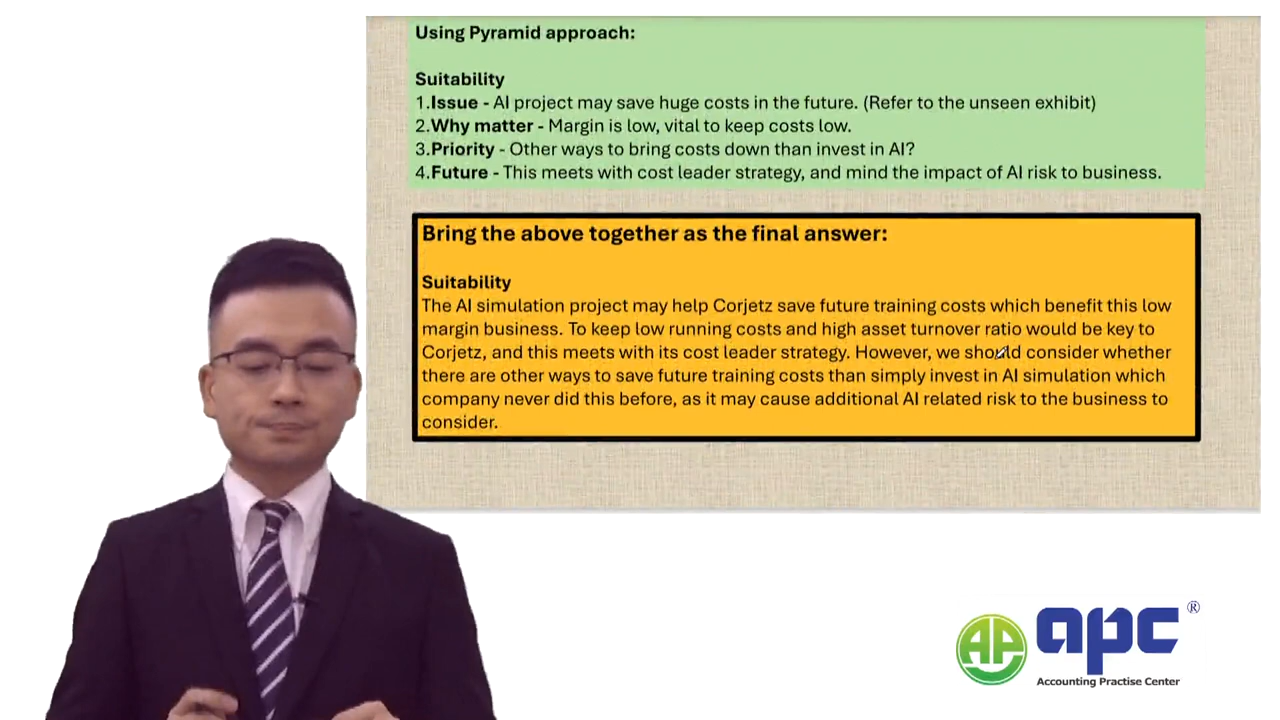 Using Pyramid approach:
Suitability
1.Issue - AI project may save huge costs in the future. (Refer to the unseen exhibit)
2.Why matter - Margin is low, vital to keep costs low.
3.Priority - Other ways to bring costs down than invest in AI?
4.Future - This meets with cost leader strategy, and mind the impact of AI risk to business.
Bring the above together as the final answer:
Suitability
The AI simulation project may help Corjetz save future training costs which benefit this low
margin business. To keep low running costs and high asset turnover ratio would be key to
Corjetz, and this meets with its cost leader strategy. However, we should consider whether
there are other ways to save future training costs than simply invest in AI simulation which
company never did this before, as it may cause additional AI related risk to the business to
consider.
AP
apc ®
Accounting Practise Center